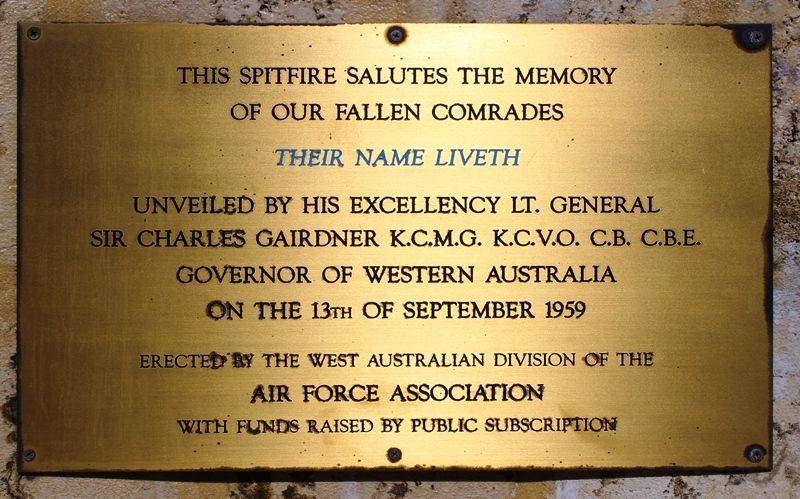 THIS SPITFIRE SALUTES THE MEMORY
OF OUR FALLEN COMRADES
THEIR NAME LIVETH
UNVEILED BY HIS EXCELLENCY LT. GENERAL
SIR CHARLES GAIRDNER K.C.M.G. K.C.V.O. C.B. C.B.E.
GOVERNOR OF WESTERN AUSTRALIA
ON THE 13TH OF SEPTEMBER 1959
ERECTED BY THE WEST AUSTRALIAN DIVISION OF THE
AIR FORCE ASSOCIATION
WITH FUNDS RAISED BY PUBLIC SUBSCRIPTION